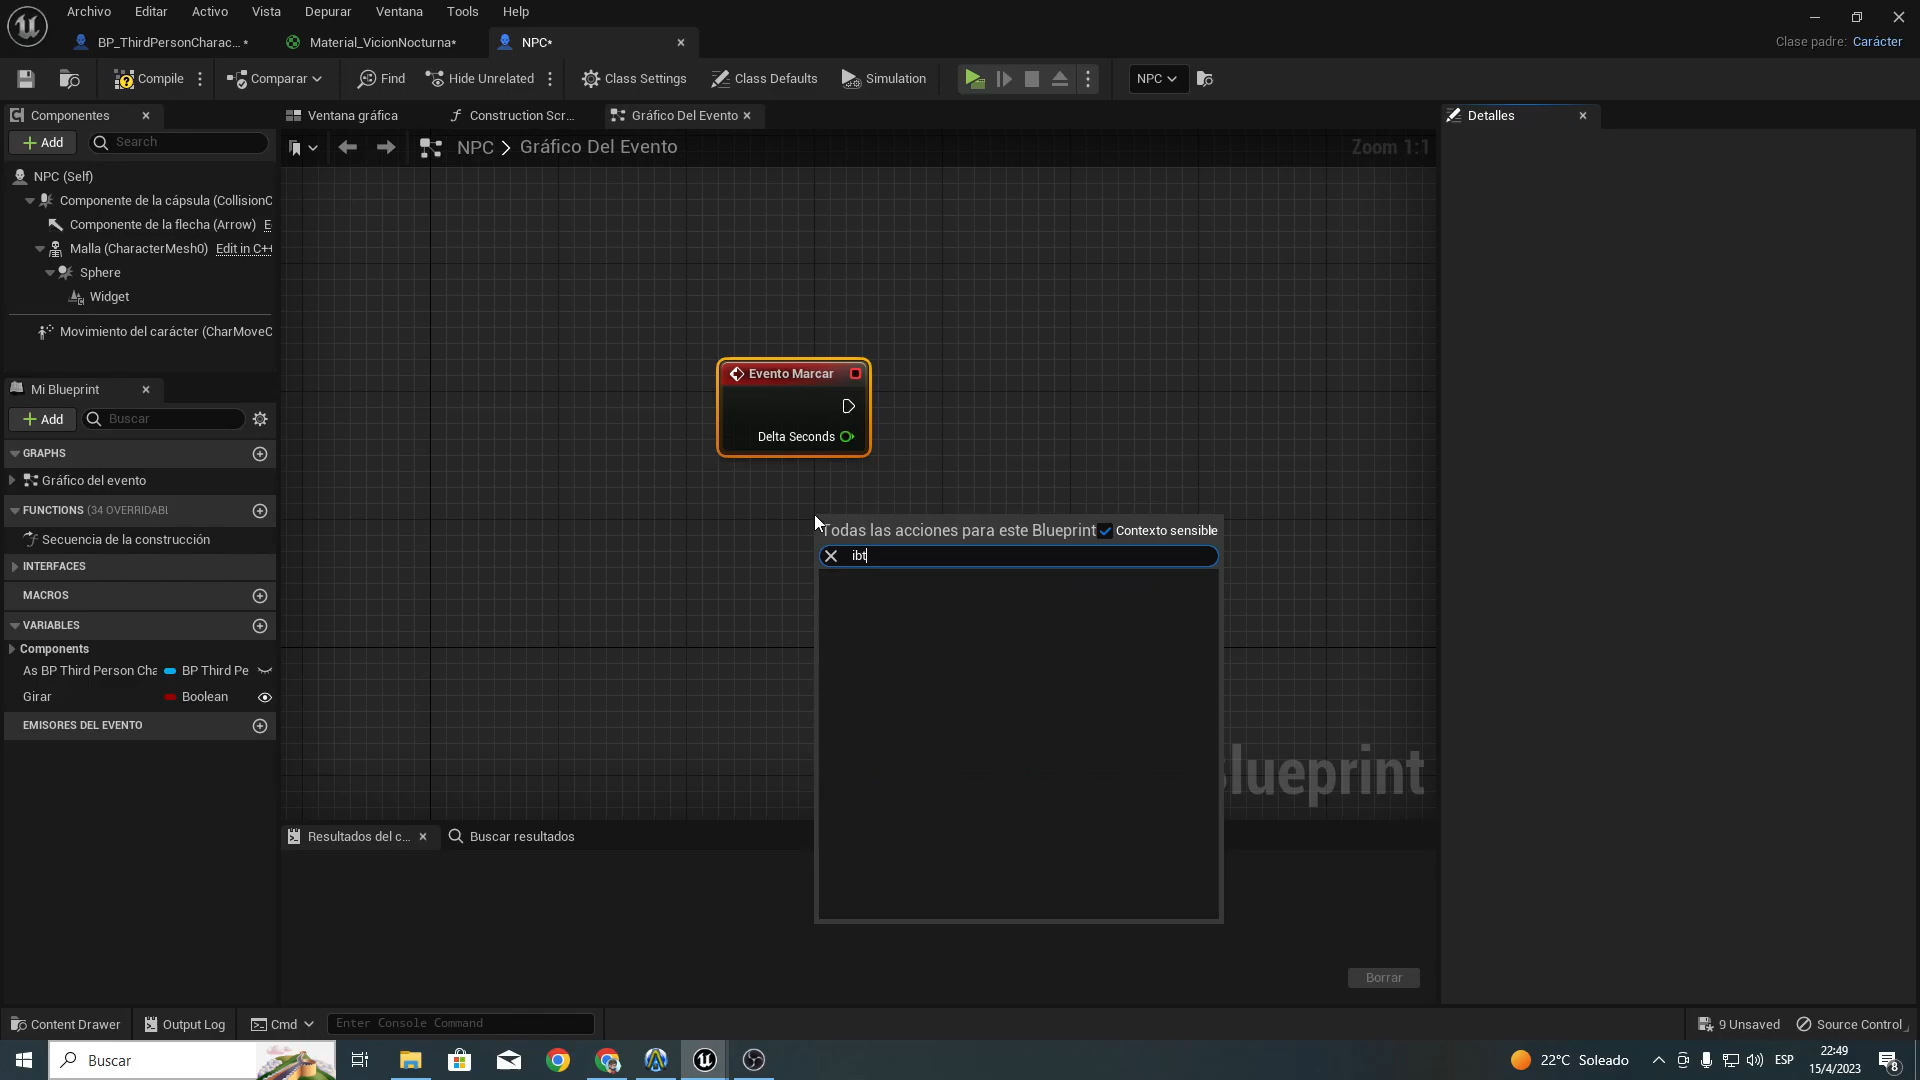 Archivo Editar Activo Vista Depurar Ventana Tools Help
BP_ThirdPersonCharac... * Material_VicionNocturna* NPC* Clase padre: Carácter
Compile Comparar Find Hide Unrelated Class Settings Class Defaults Simulation NPC
Componentes Ventana gráfica Construction Scr... Gráfico Del Evento Detalles
Add Search
NPC > Gráfico Del Evento Zoom 1:1
NPC (Self)
Componente de la cápsula (CollisionC
Componente de la flecha (Arrow) E
Malla (CharacterMesh0) Edit in C++
Sphere
Widget
Movimiento del carácter (CharMoveC
Evento Marcar
Delta Seconds
Mi Blueprint
Add Buscar
GRAPHS
Gráfico del evento
FUNCTIONS (34 OVERRIDABL
Secuencia de la construcción
INTERFACES
MACROS
VARIABLES
Components
As BP Third Person Cha BP Third Pe
Girar Boolean
EMISORES DEL EVENTO
Todas las acciones para este Blueprint Contexto sensible
ibt
lueprint
Resultados del c... Buscar resultados
Borrar
Content Drawer Output Log Cmd Enter Console Command 9 Unsaved Source Control
Buscar 22°C Soleado ESP 22:49
15/4/2023 8